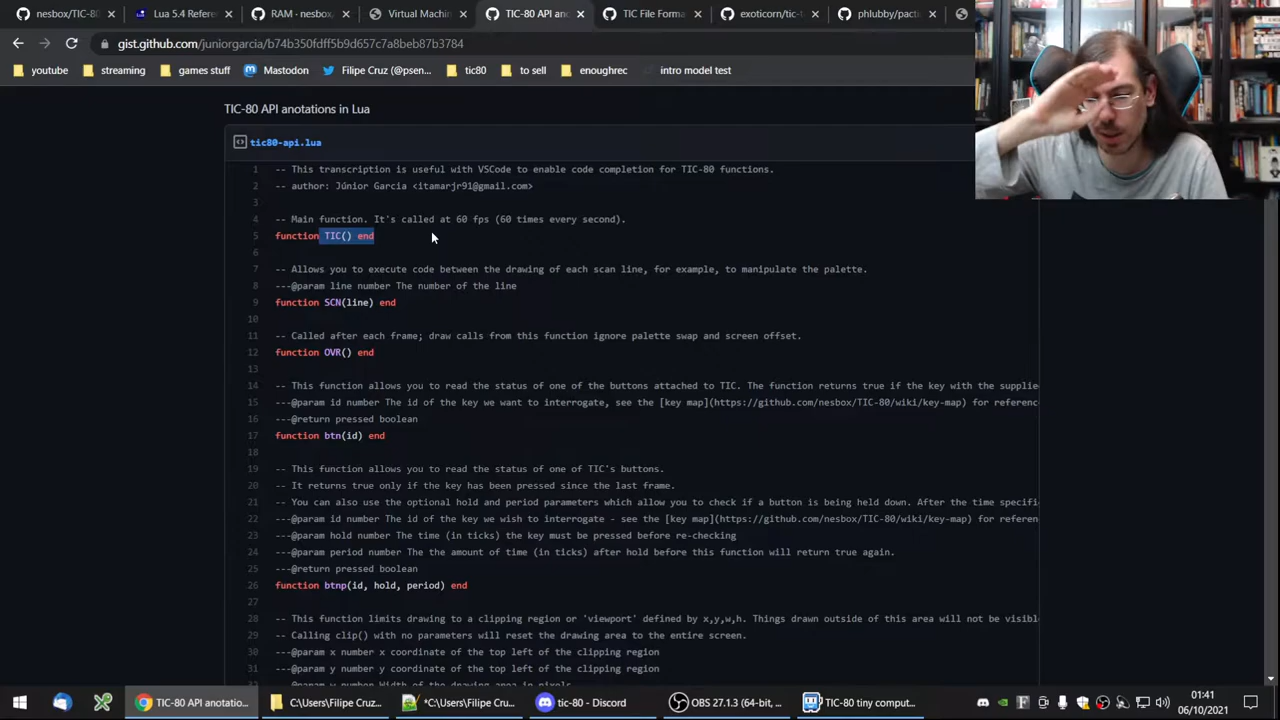 nesbox/TIC-80
Lua 5.4 Refere
RAM · nesbox,
Virtual Machin
TIC-80 API ano
TIC File Forma
exoticorn/tic-
phlubby/pacti
gist.github.com/juniorgarcia/b74b350fdff5b9d657c7a8beb87b3784
youtube
streaming
games stuff
Mastodon
Filipe Cruz (@psen...
tic80
to sell
enoughrec
intro model test
TIC-80 API anotations in Lua
tic80-api.lua
1 -- This transcription is useful with VSCode to enable code completion for TIC-80 functions.
2 -- author: Júnior Garcia <itamarjr91@gmail.com>
3
4 -- Main function. It's called at 60 fps (60 times every second).
5 function TIC() end
6
7 -- Allows you to execute code between the drawing of each scan line, for example, to manipulate the palette.
8 ---@param line number The number of the line
9 function SCN(line) end
10
11 -- Called after each frame; draw calls from this function ignore palette swap and screen offset.
12 function OVR() end
13
14 -- This function allows you to read the status of one of the buttons attached to TIC. The function returns true if the key with the supplie
15 ---@param id number The id of the key we want to interrogate, see the [key map](https://github.com/nesbox/TIC-80/wiki/key-map) for referenc
16 ---@return pressed boolean
17 function btn(id) end
18
19 -- This function allows you to read the status of one of TIC's buttons.
20 -- It returns true only if the key has been pressed since the last frame.
21 -- You can also use the optional hold and period parameters which allow you to check if a button is being held down. After the time specifi
22 ---@param id number The id of the key we wish to interrogate - see the [key map](https://github.com/nesbox/TIC-80/wiki/key-map) for referen
23 ---@param hold number The time (in ticks) the key must be pressed before re-checking
24 ---@param period number The the amount of time (in ticks) after hold before this function will return true again.
25 ---@return pressed boolean
26 function btnp(id, hold, period) end
27
28 -- This function limits drawing to a clipping region or 'viewport' defined by x,y,w,h. Things drawn outside of this area will not be visibl
29 -- Calling clip() with no parameters will reset the drawing area to the entire screen.
30 ---@param x number x coordinate of the top left of the clipping region
31 ---@param y number y coordinate of the top left of the clipping region
TIC-80 API anotatio...
C:\Users\Filipe Cruz...
*C:\Users\Filipe Cru...
tic-80 - Discord
OBS 27.1.3 (64-bit, ...
TIC-80 tiny comput...
01:41
06/10/2021